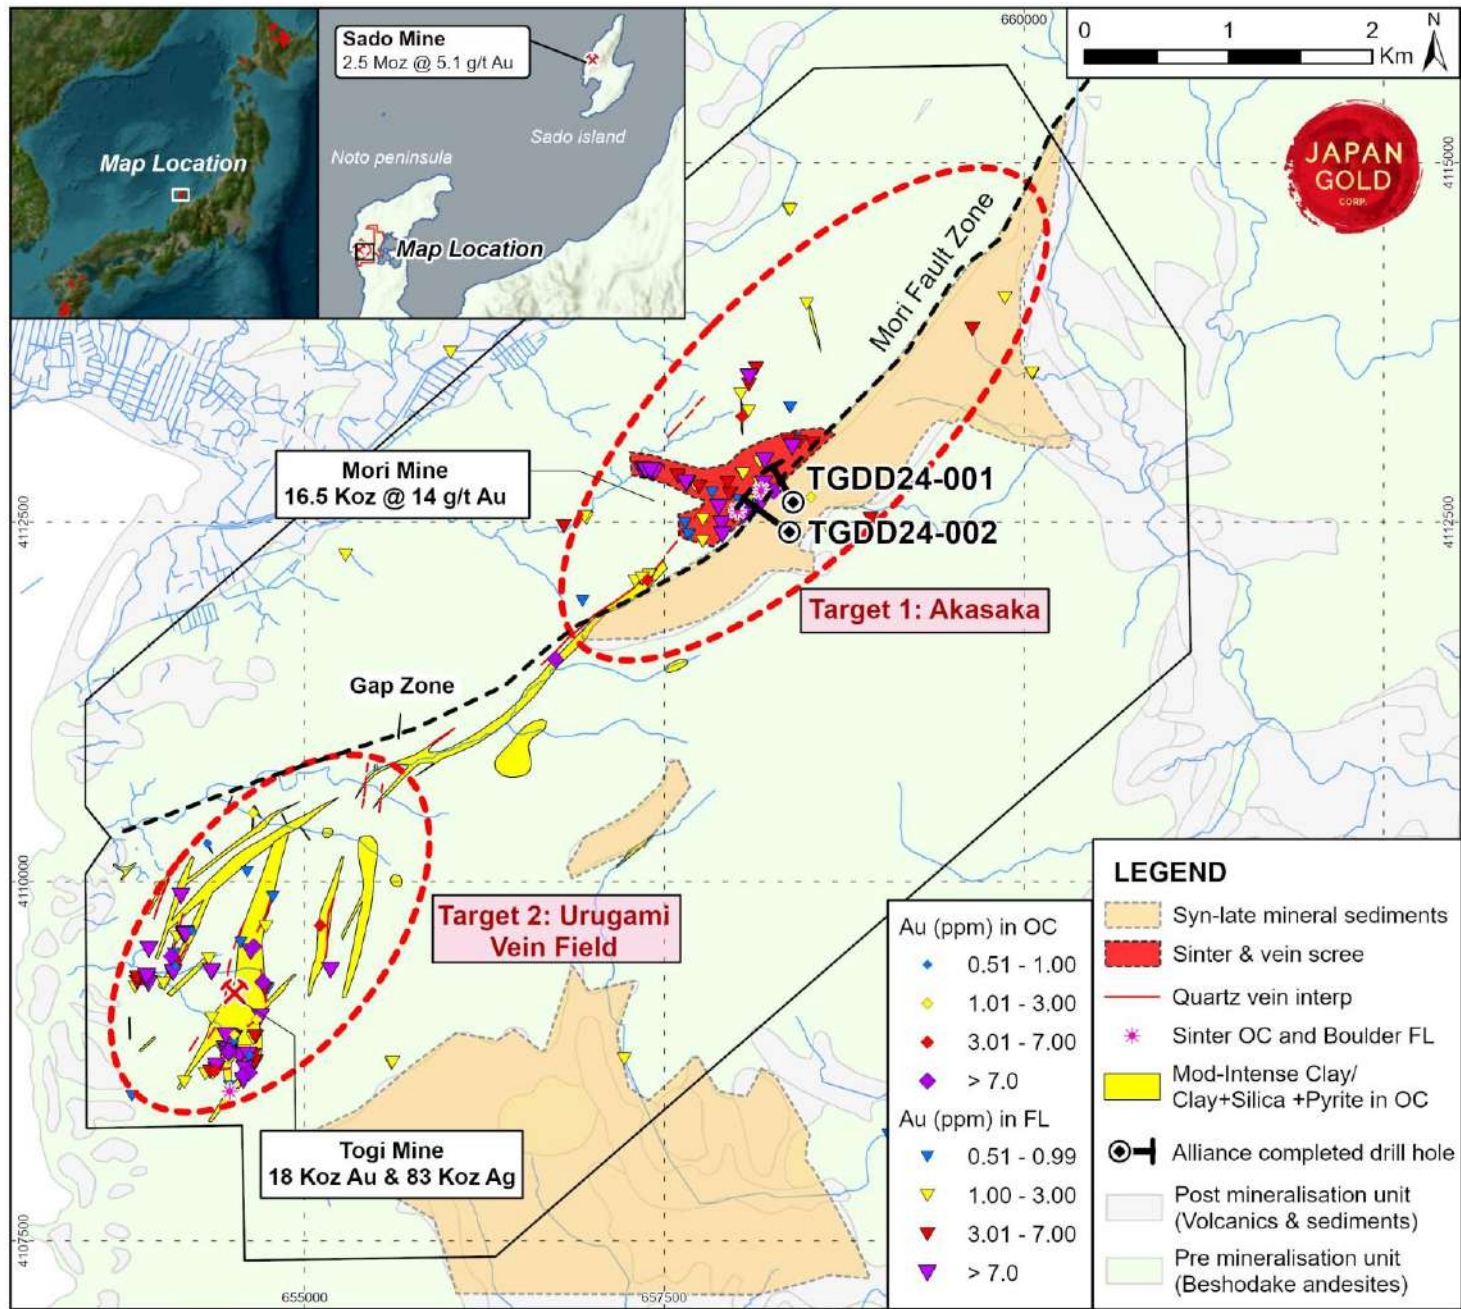 Sado Mine
2.5 Moz @ 5.1 g/t Au
Sado island
Noto peninsula
Map Location
Map Location
660000
0 1 2
Km
N
JAPAN
GOLD
CORP.
4115000
Mori Fault Zone
Mori Mine
16.5 Koz @ 14 g/t Au
TGDD24-001
TGDD24-002
4112500
4112500
Target 1: Akasaka
Gap Zone
4110000
Target 2: Urugami
Vein Field
Togi Mine
18 Koz Au & 83 Koz Ag
4107500
655000
657500
Au (ppm) in OC
0.51 - 1.00
1.01 - 3.00
3.01 - 7.00
> 7.0
Au (ppm) in FL
0.51 - 0.99
1.00 - 3.00
3.01 - 7.00
> 7.0
LEGEND
Syn-late mineral sediments
Sinter & vein scree
Quartz vein interp
Sinter OC and Boulder FL
Mod-Intense Clay/
Clay+Silica +Pyrite in OC
Alliance completed drill hole
Post mineralisation unit
(Volcanics & sediments)
Pre mineralisation unit
(Beshodake andesites)